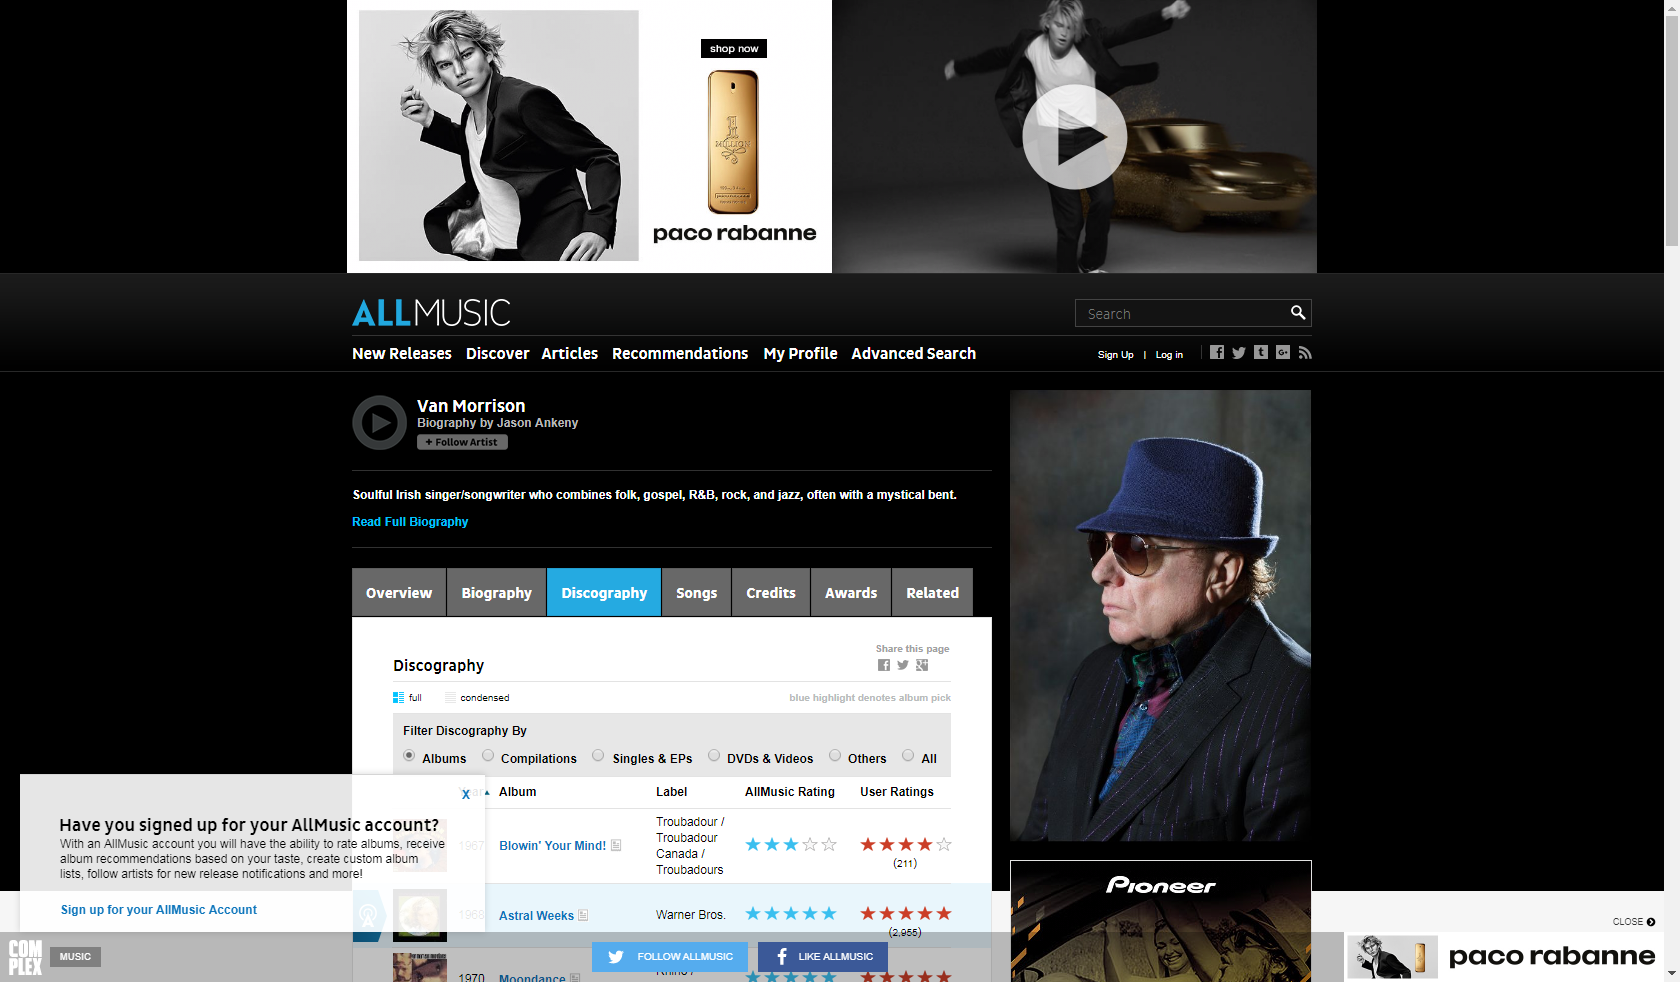 shop now
1 MILLION
paco rabanne
ALLMUSIC
Search
New Releases Discover Articles Recommendations My Profile Advanced Search
Sign Up | Log in
Van Morrison
Biography by Jason Ankeny
+ Follow Artist
Soulful Irish singer/songwriter who combines folk, gospel, R&B, rock, and jazz, often with a mystical bent.
Read Full Biography
Overview Biography Discography Songs Credits Awards Related
Share this page
Discography
full condensed blue highlight denotes album pick
Filter Discography By
Albums Compilations Singles & EPs DVDs & Videos Others All
Year Album Label AllMusic Rating User Ratings
X
Have you signed up for your AllMusic account?
With an AllMusic account you will have the ability to rate albums, receive
album recommendations based on your taste, create custom album
lists, follow artists for new release notifications and more!
Sign up for your AllMusic Account
1967 Blowin' Your Mind!
Troubadour /
Troubadour
Canada /
Troubadours
(211)
1968 Astral Weeks Warner Bros.
(2,955)
1970 Moondance Rhino /
PIONEER
CLOSE
COMPLEX
MUSIC
FOLLOW ALLMUSIC
LIKE ALLMUSIC
paco rabanne